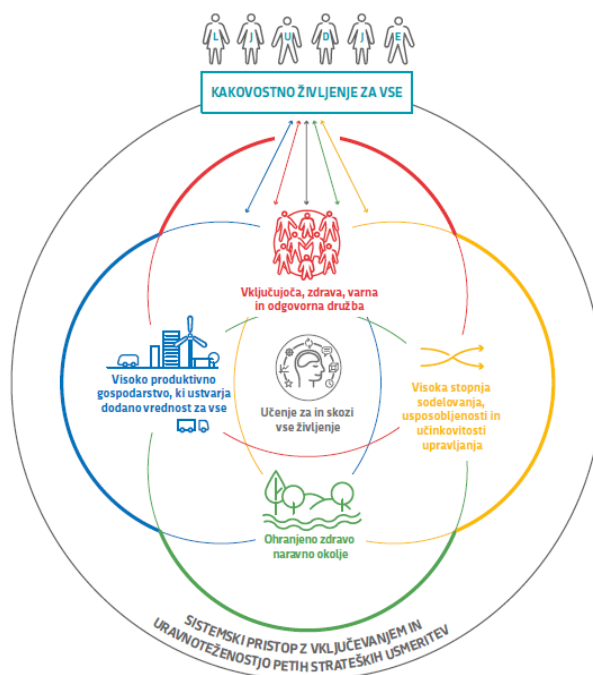 L J U D J E
KAKOVOSTNO ŽIVLJENJE ZA VSE
Vključujoča, zdrava, varna
in odgovorna družba
Visoko produktivno
gospodarstvo, ki ustvarja
dodano vrednost za vse
Učenje za in skozi
vse življenje
Visoka stopnja
sodelovanja,
usposobljenosti in
učinkovitosti
upravljanja
Ohranjeno zdravo
naravno okolje
SISTEMSKI PRISTOP Z VKLJUČEVANJEM IN
URAVNOTEŽENOSTJO PETIH STRATEŠKIH USMERITEV